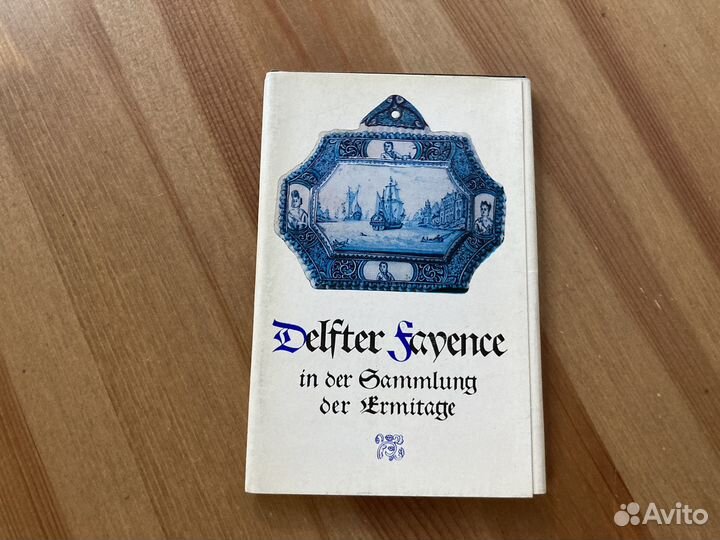 Delfter Fayence
in der Sammlung
der Ermitage
Avito